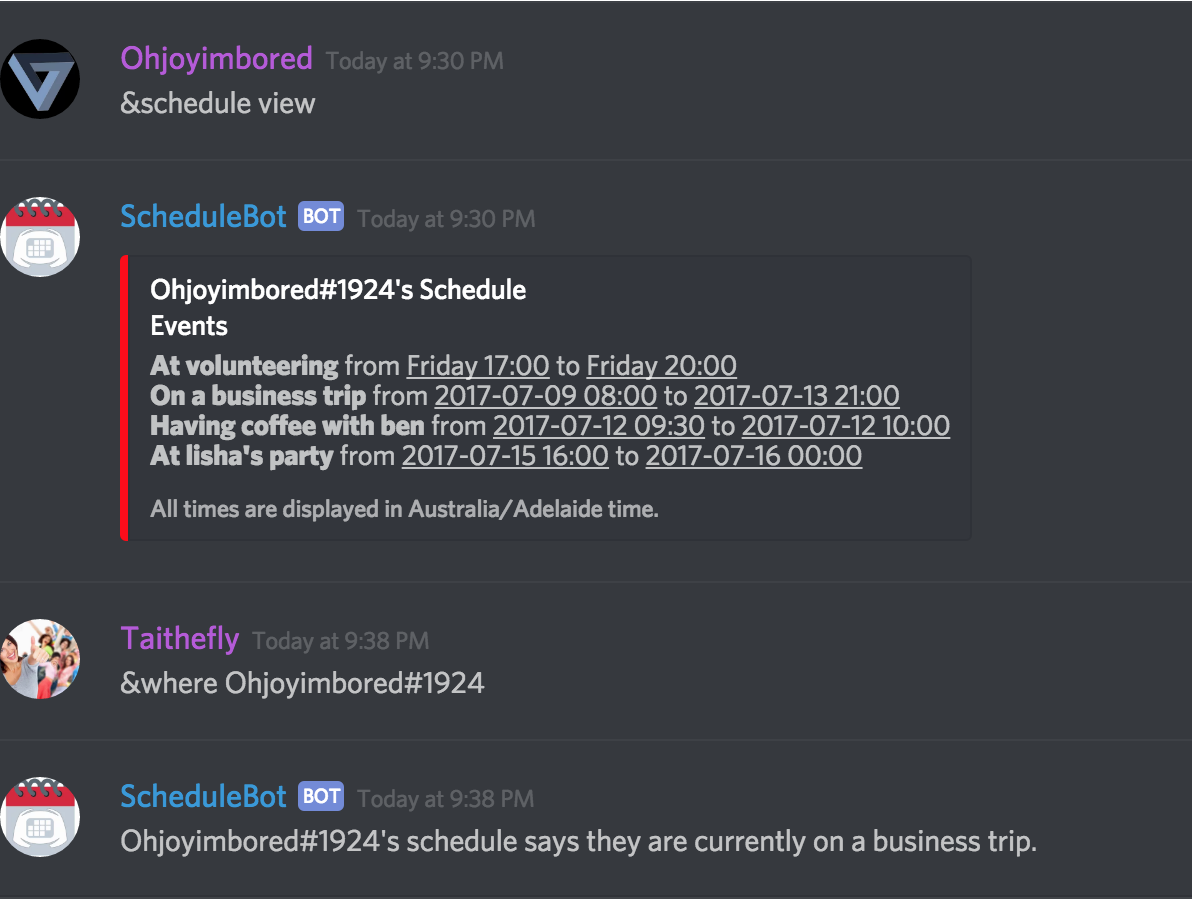 Ohjoyimbored Today at 9:30 PM
&schedule view
ScheduleBot BOT Today at 9:30 PM
Ohjoyimbored#1924's Schedule
Events
At volunteering from Friday 17:00 to Friday 20:00
On a business trip from 2017-07-09 08:00 to 2017-07-13 21:00
Having coffee with ben from 2017-07-12 09:30 to 2017-07-12 10:00
At lisha's party from 2017-07-15 16:00 to 2017-07-16 00:00
All times are displayed in Australia/Adelaide time.
Taithefly Today at 9:38 PM
&where Ohjoyimbored#1924
ScheduleBot BOT Today at 9:38 PM
Ohjoyimbored#1924's schedule says they are currently on a business trip.